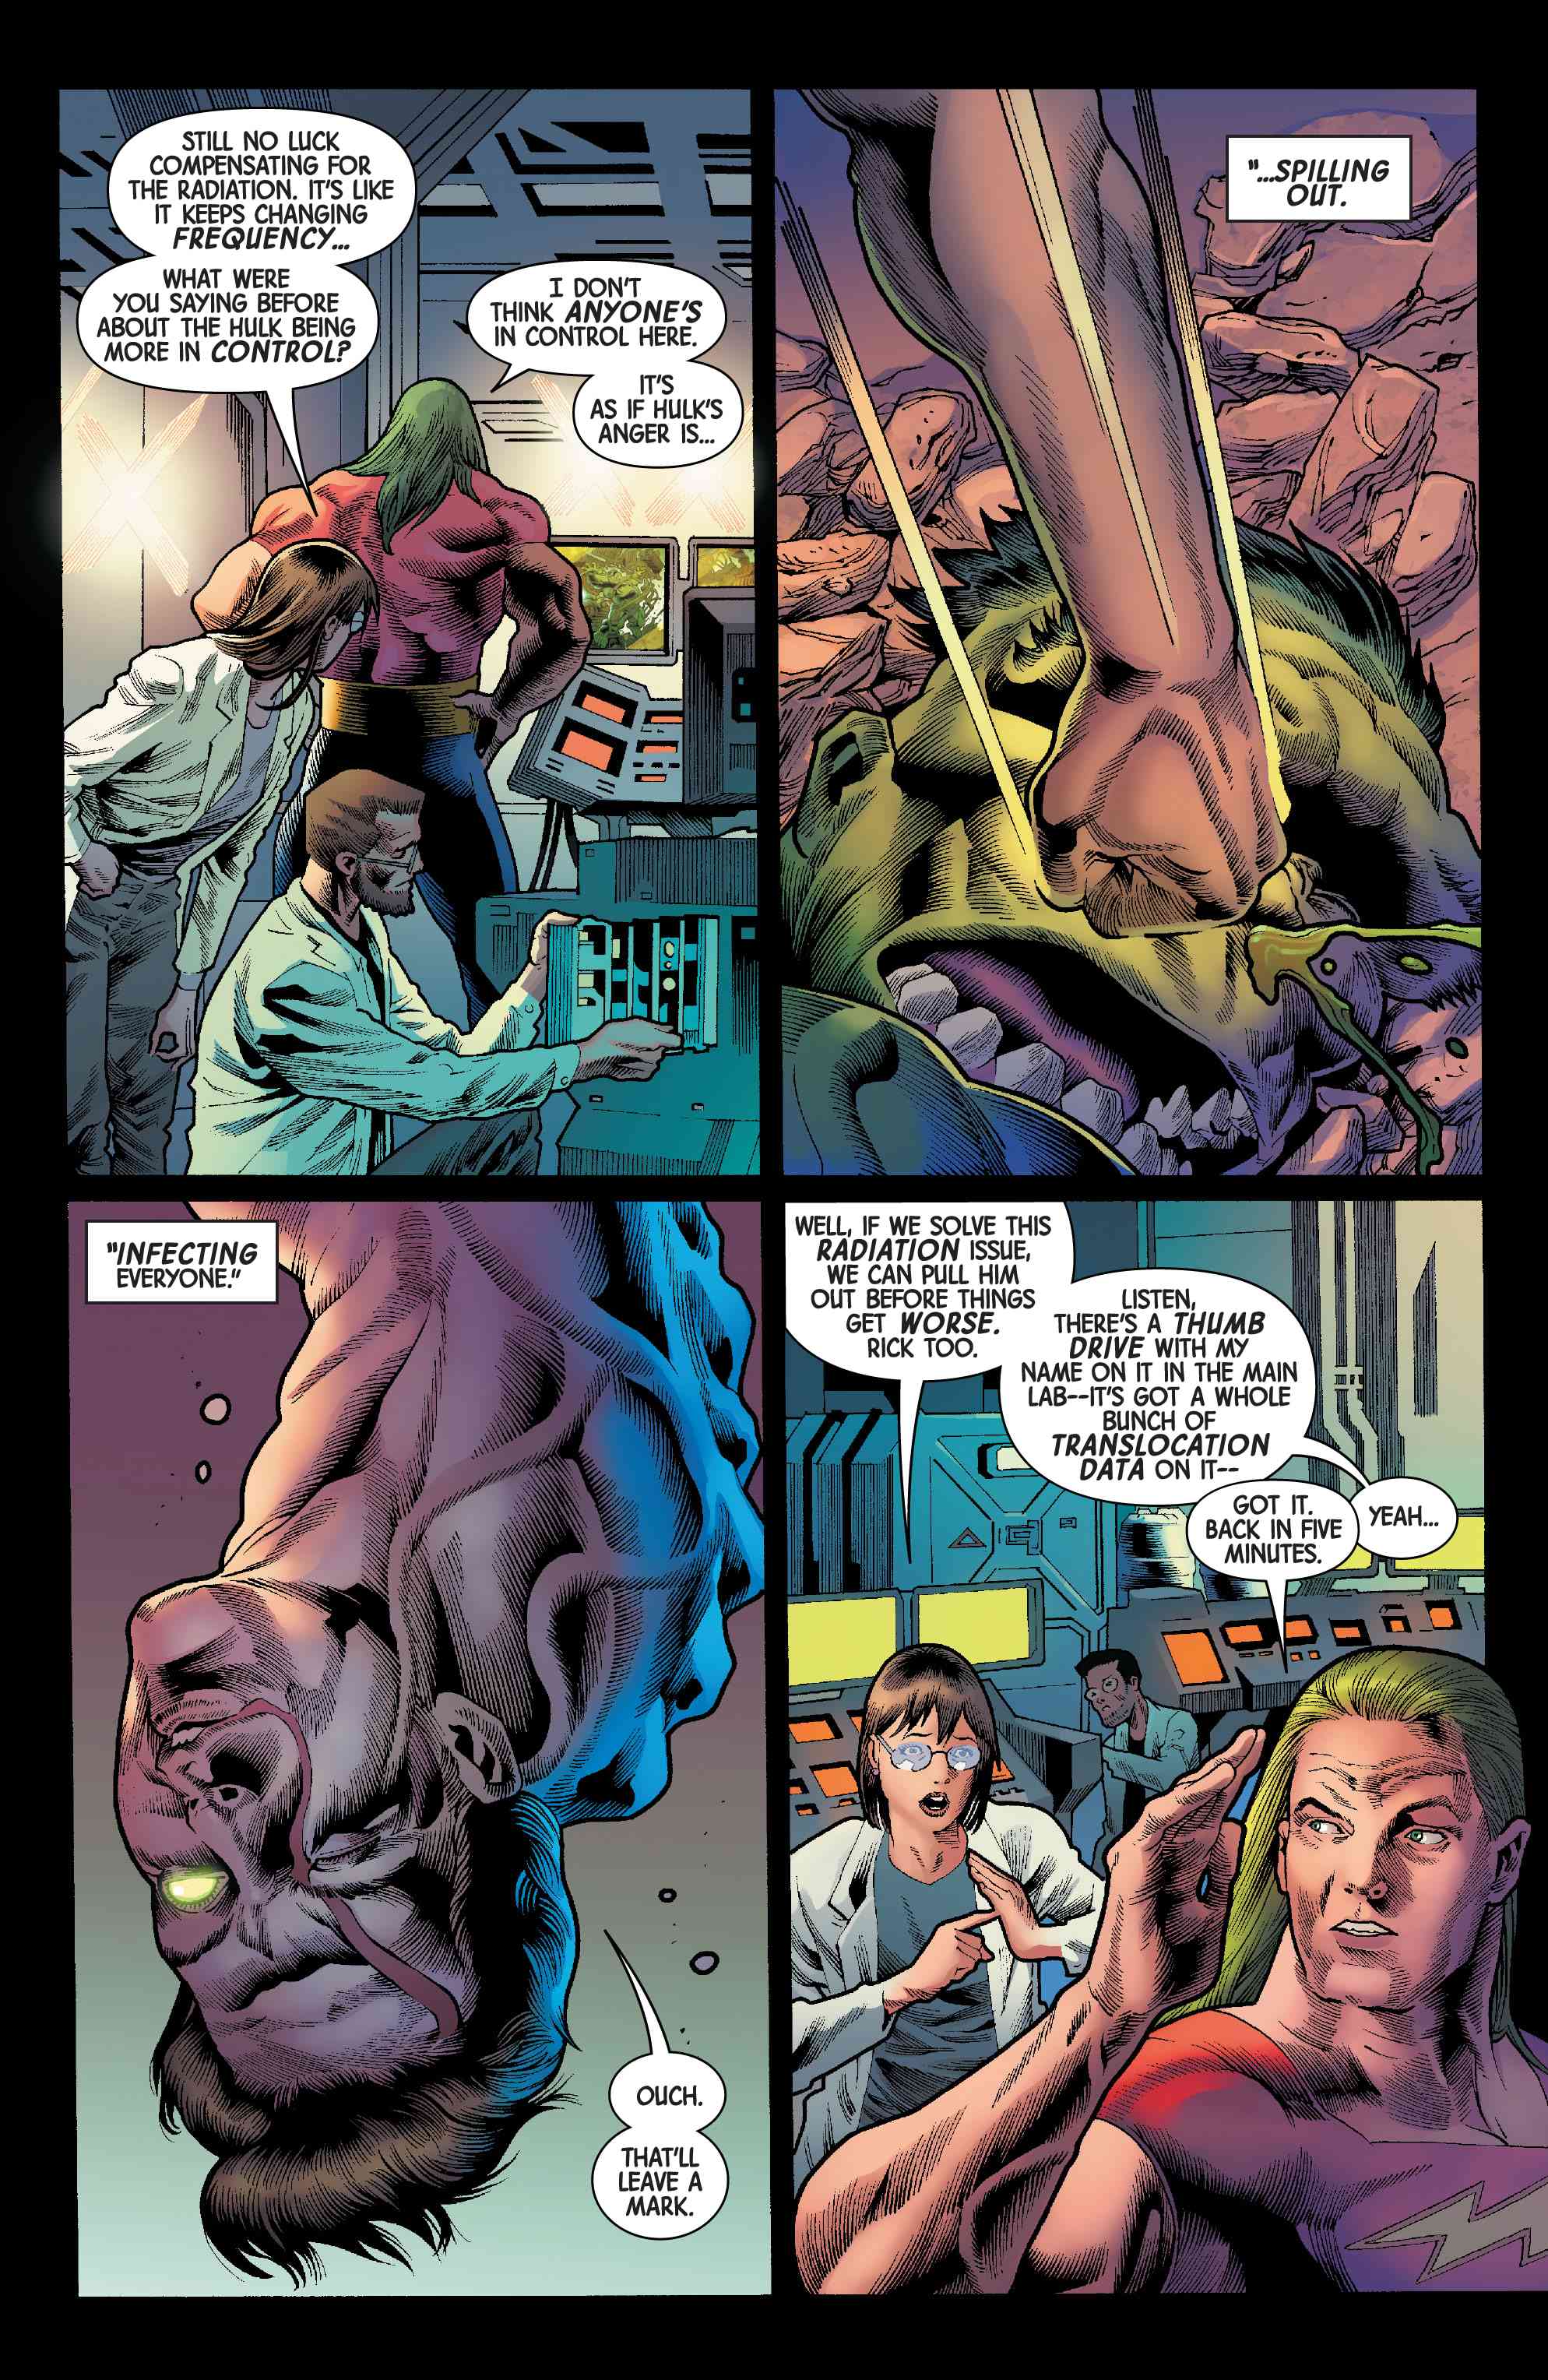 STILL NO LUCK
COMPENSATING FOR
THE RADIATION. IT'S LIKE
IT KEEPS CHANGING
FREQUENCY...
WHAT WERE
YOU SAYING BEFORE
ABOUT THE HULK BEING
MORE IN CONTROL?
I DON'T
THINK ANYONE'S
IN CONTROL HERE.
IT'S
AS IF HULK'S
ANGER IS...
"...SPILLING
OUT.
"INFECTING
EVERYONE."
OUCH.
THAT'LL
LEAVE A
MARK.
WELL, IF WE SOLVE THIS
RADIATION ISSUE,
WE CAN PULL HIM
OUT BEFORE THINGS
GET WORSE.
RICK TOO.
LISTEN,
THERE'S A THUMB
DRIVE WITH MY
NAME ON IT IN THE MAIN
LAB--IT'S GOT A WHOLE
BUNCH OF
TRANSLOCATION
DATA ON IT--
YEAH...
GOT IT.
BACK IN FIVE
MINUTES.